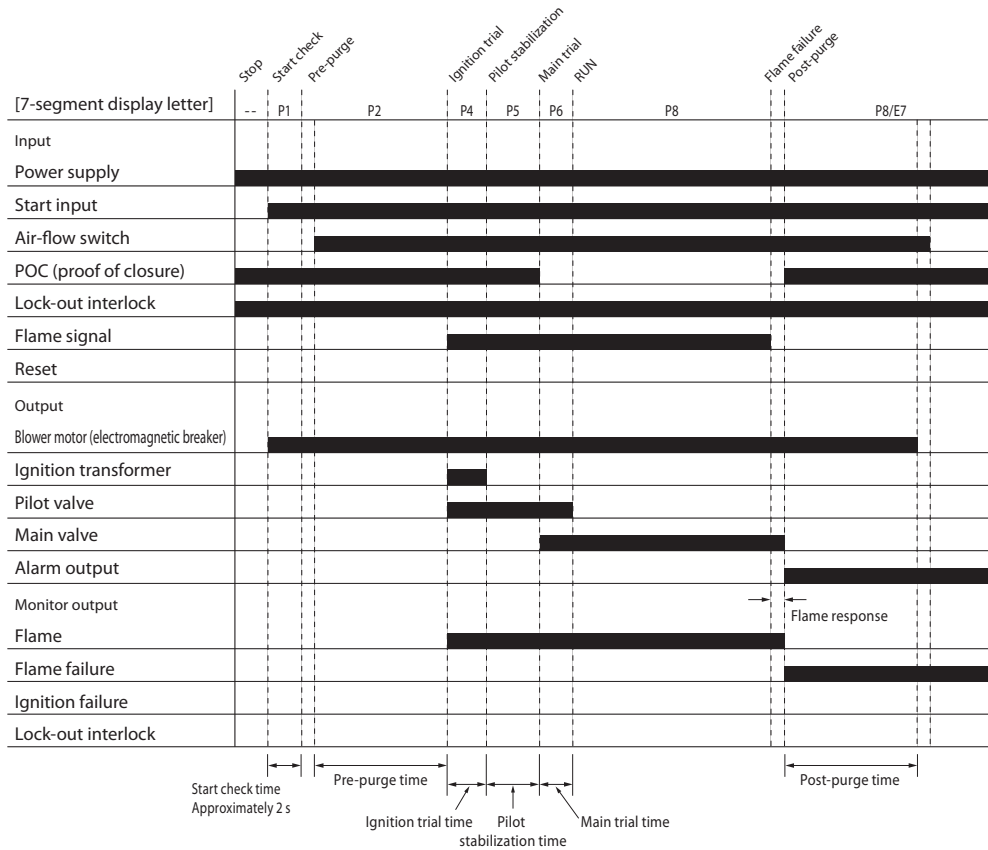 Stop
Start check
Pre-purge
Ignition trial
Pilot stabilization
Main trial
RUN
Flame failure
Post-purge
[7-segment display letter] -- P1 P2 P4 P5 P6 P8 P8/E7
Input
Power supply
Start input
Air-flow switch
POC (proof of closure)
Lock-out interlock
Flame signal
Reset
Output
Blower motor (electromagnetic breaker)
Ignition transformer
Pilot valve
Main valve
Alarm output
Monitor output
Flame response
Flame
Flame failure
Ignition failure
Lock-out interlock
Start check time
Approximately 2 s
Pre-purge time
Ignition trial time
Pilot
stabilization time
Main trial time
Post-purge time